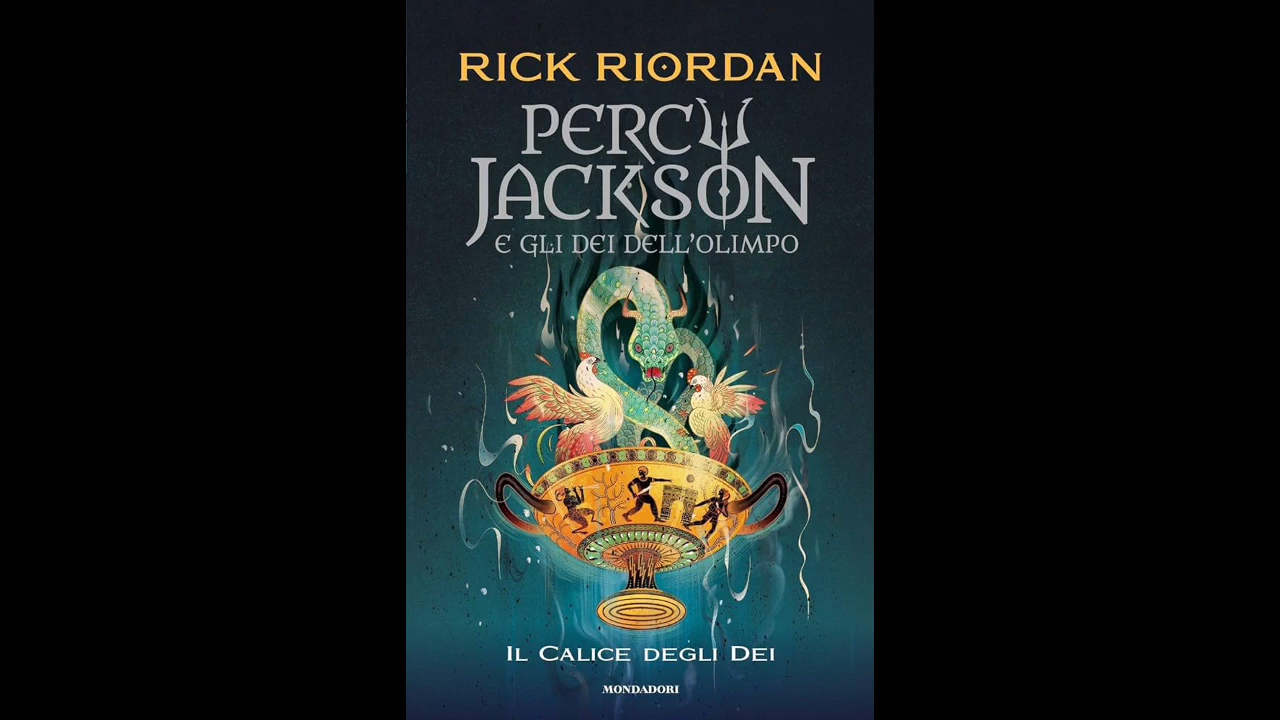 RICK RIORDAN
PERCY
JACKSON
E GLI DEI DELL'OLIMPO
IL CALICE DEGLI DEI
MONDADORI